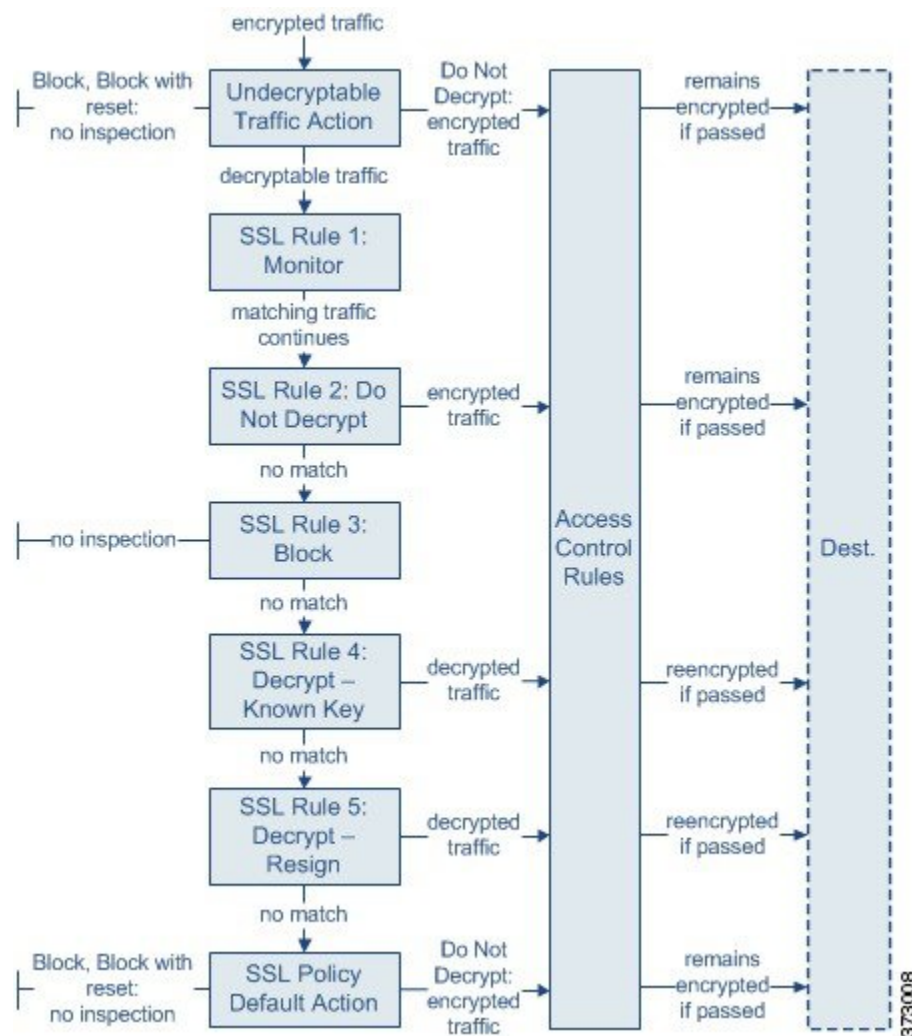 encrypted traffic
Block, Block with
reset:
no inspection
Undecryptable
Traffic Action
Do Not
Decrypt:
encrypted
traffic
remains
encrypted
if passed
decryptable traffic
SSL Rule 1:
Monitor
matching traffic
continues
SSL Rule 2: Do
Not Decrypt
encrypted
traffic
remains
encrypted
if passed
no match
no inspection
SSL Rule 3:
Block
Access
Control
Rules
Dest.
no match
SSL Rule 4:
Decrypt –
Known Key
decrypted
traffic
reencrypted
if passed
no match
SSL Rule 5:
Decrypt –
Resign
decrypted
traffic
reencrypted
if passed
no match
Block, Block with
reset:
no inspection
SSL Policy
Default Action
Do Not
Decrypt:
encrypted
traffic
remains
encrypted
if passed
373008